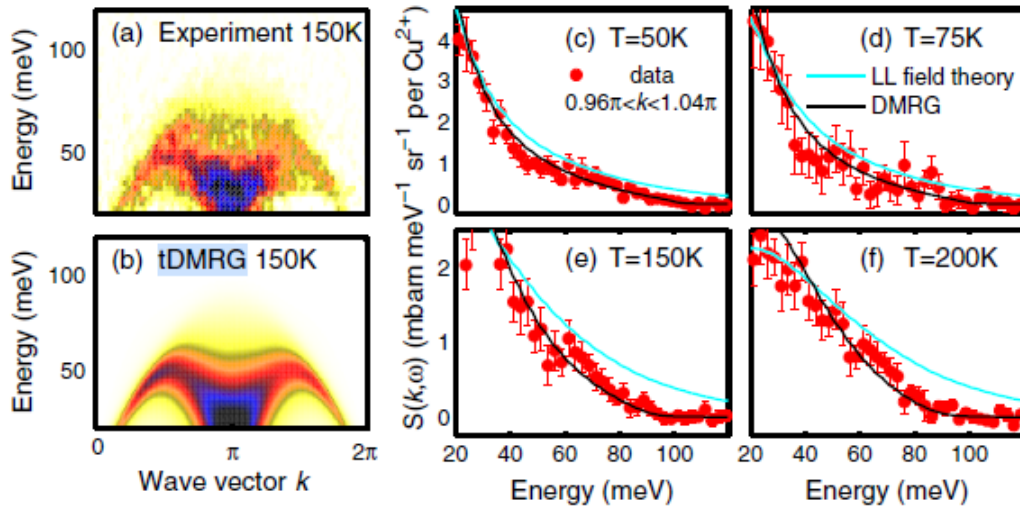 (a) Experiment 150K
100
50
Energy (meV)
(b) tDMRG 150K
100
50
Energy (meV)
0 π 2π
Wave vector k
(c) T=50K
data
0.96π<k<1.04π
4
3
2
1
0
(d) T=75K
LL field theory
DMRG
(e) T=150K
2
1
0
(f) T=200K
S(k,ω) (mbarn meV⁻¹ sr⁻¹ per Cu²⁺)
20 40 60 80 100
20 40 60 80 100
Energy (meV)
Energy (meV)